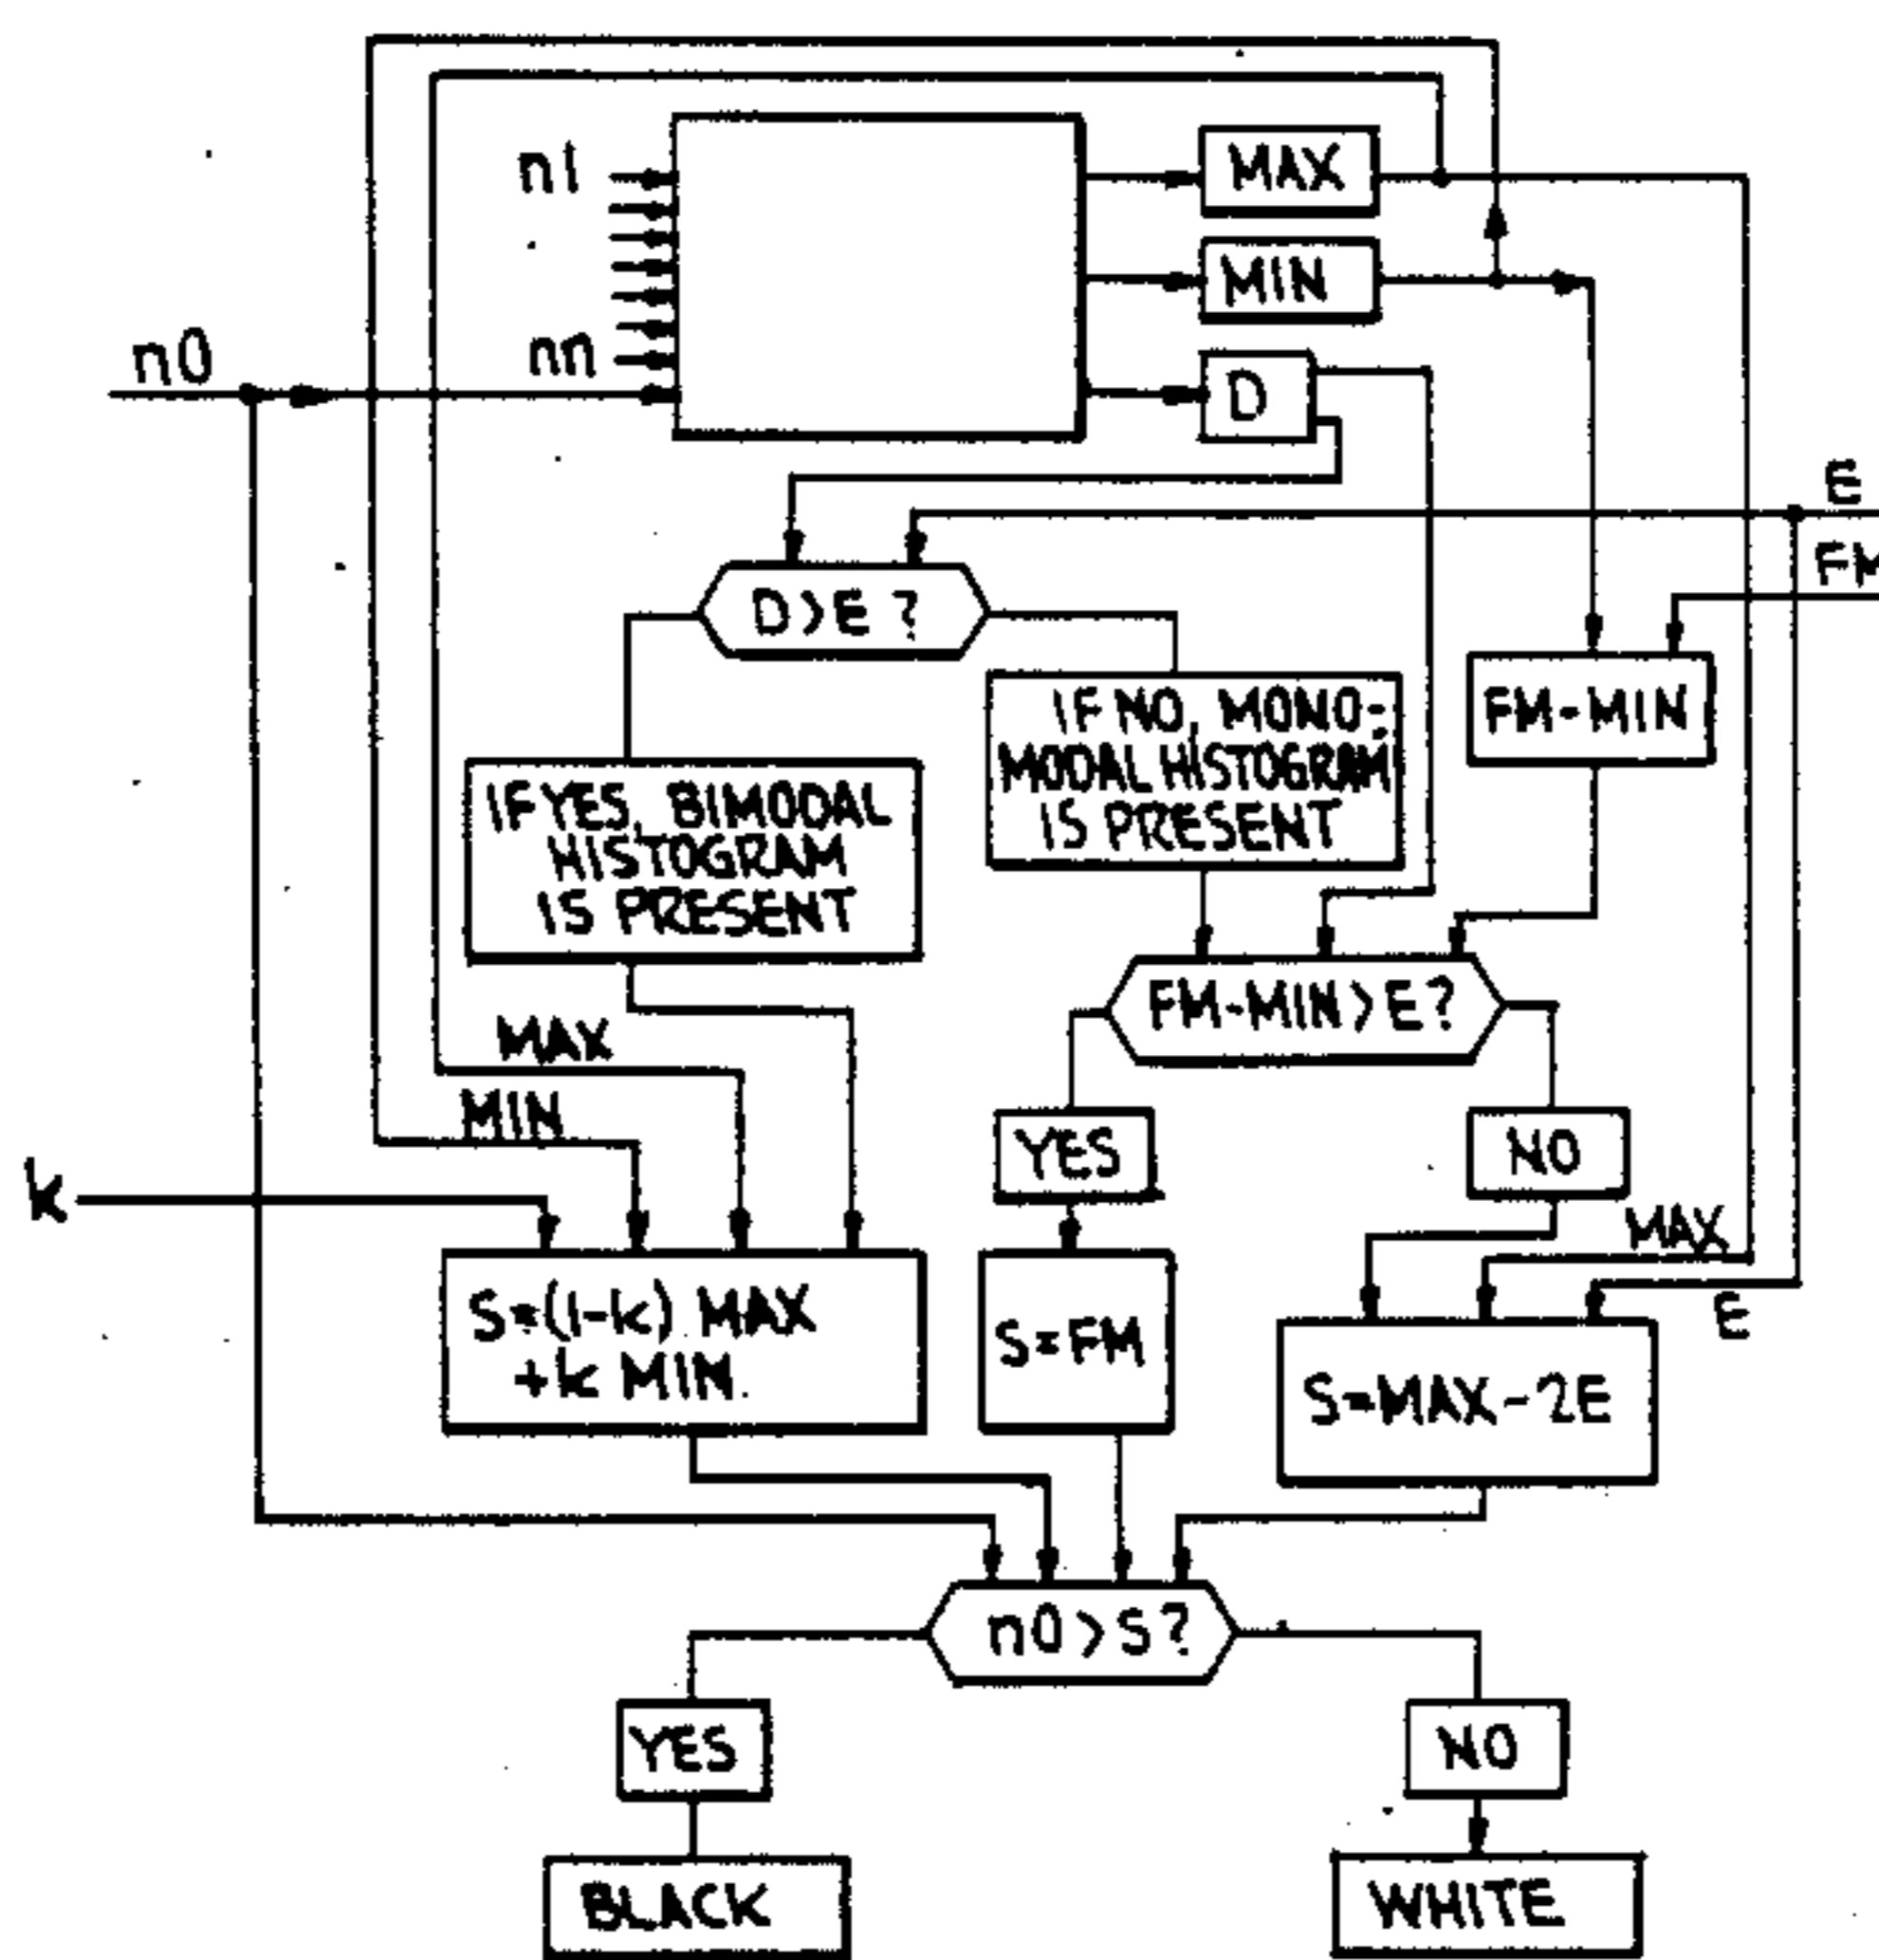 n1
MAX
MIN
n0
nn
D
E
FM
D>E ?
IF NO, MONO-
MODAL HISTOGRAM
IS PRESENT
FM-MIN
IF YES, BIMODAL
HISTOGRAM
IS PRESENT
FM-MIN>E?
MAX
MIN
YES
NO
k
MAX
E
S=(1-k) MAX
+k MIN
S=FM
S=MAX-2E
n0>S?
YES
NO
BLACK
WHITE